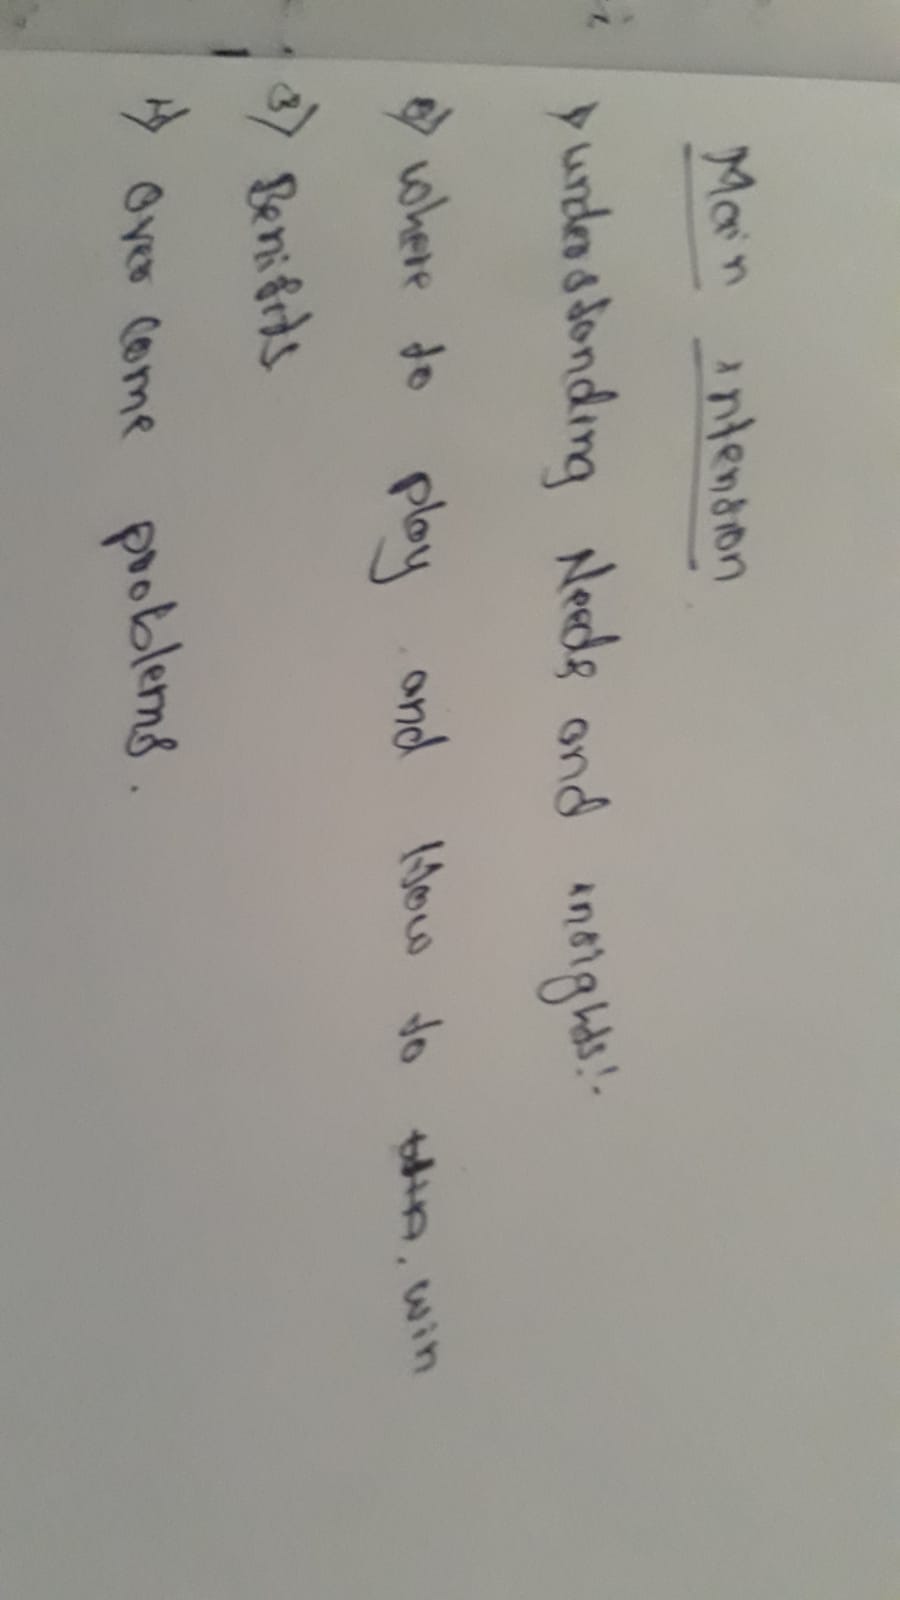 Main intension
1) understanding Needs and insights!.
2) where to play and How to win
3) Benifits
4) over come problems.